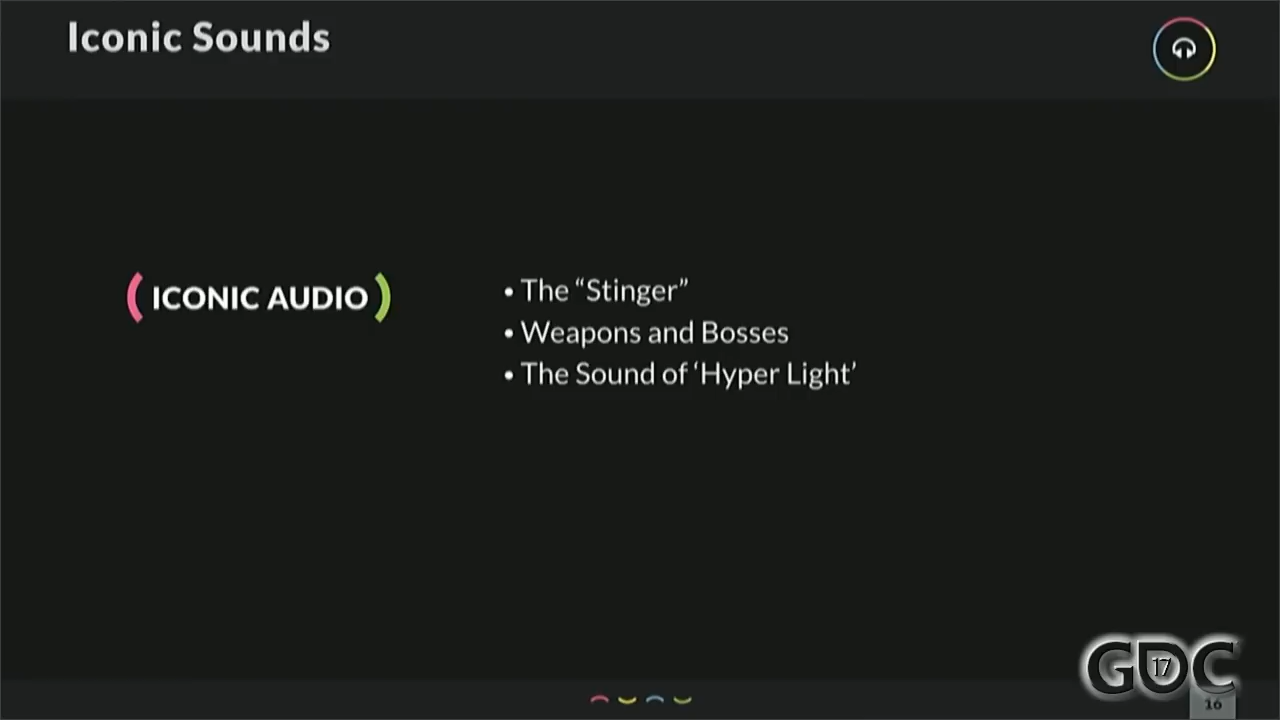 Iconic Sounds
ICONIC AUDIO
• The “Stinger”
• Weapons and Bosses
• The Sound of ‘Hyper Light’
GDC
17
16